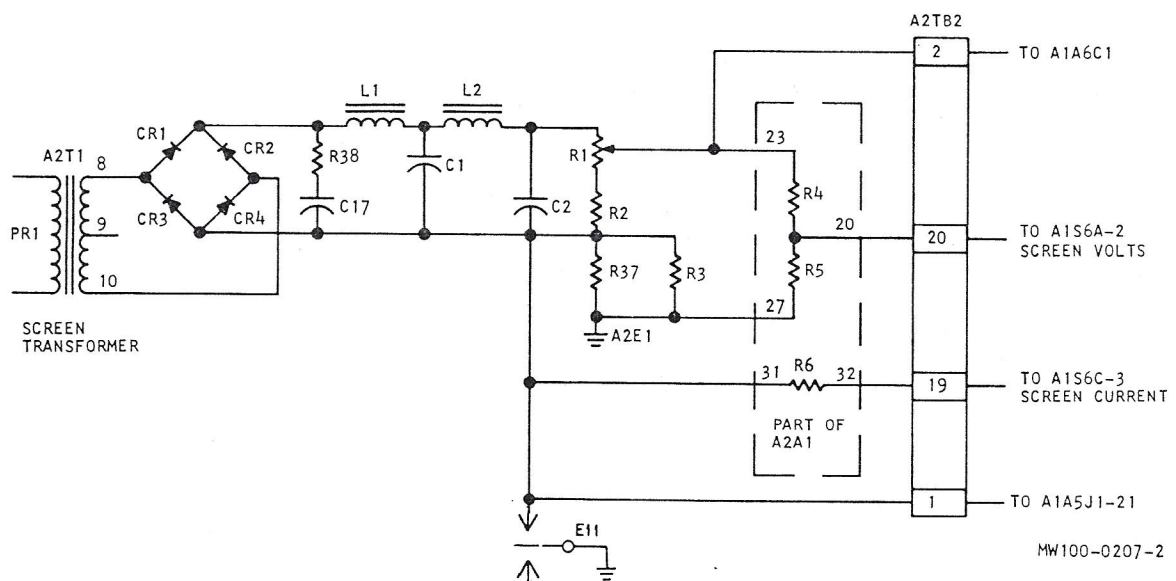 A2TB2
2
TO A1A6C1
L1
L2
CR1
CR2
CR3
CR4
A2T1
8
9
10
PR1
SCREEN
TRANSFORMER
R38
C17
C1
C2
R1
R2
R37
R3
A2E1
23
R4
20
R5
27
20
TO A1S6A-2
SCREEN VOLTS
31
R6
32
19
TO A1S6C-3
SCREEN CURRENT
PART OF
A2A1
1
TO A1A5J1-21
E11
MW100-0207-2